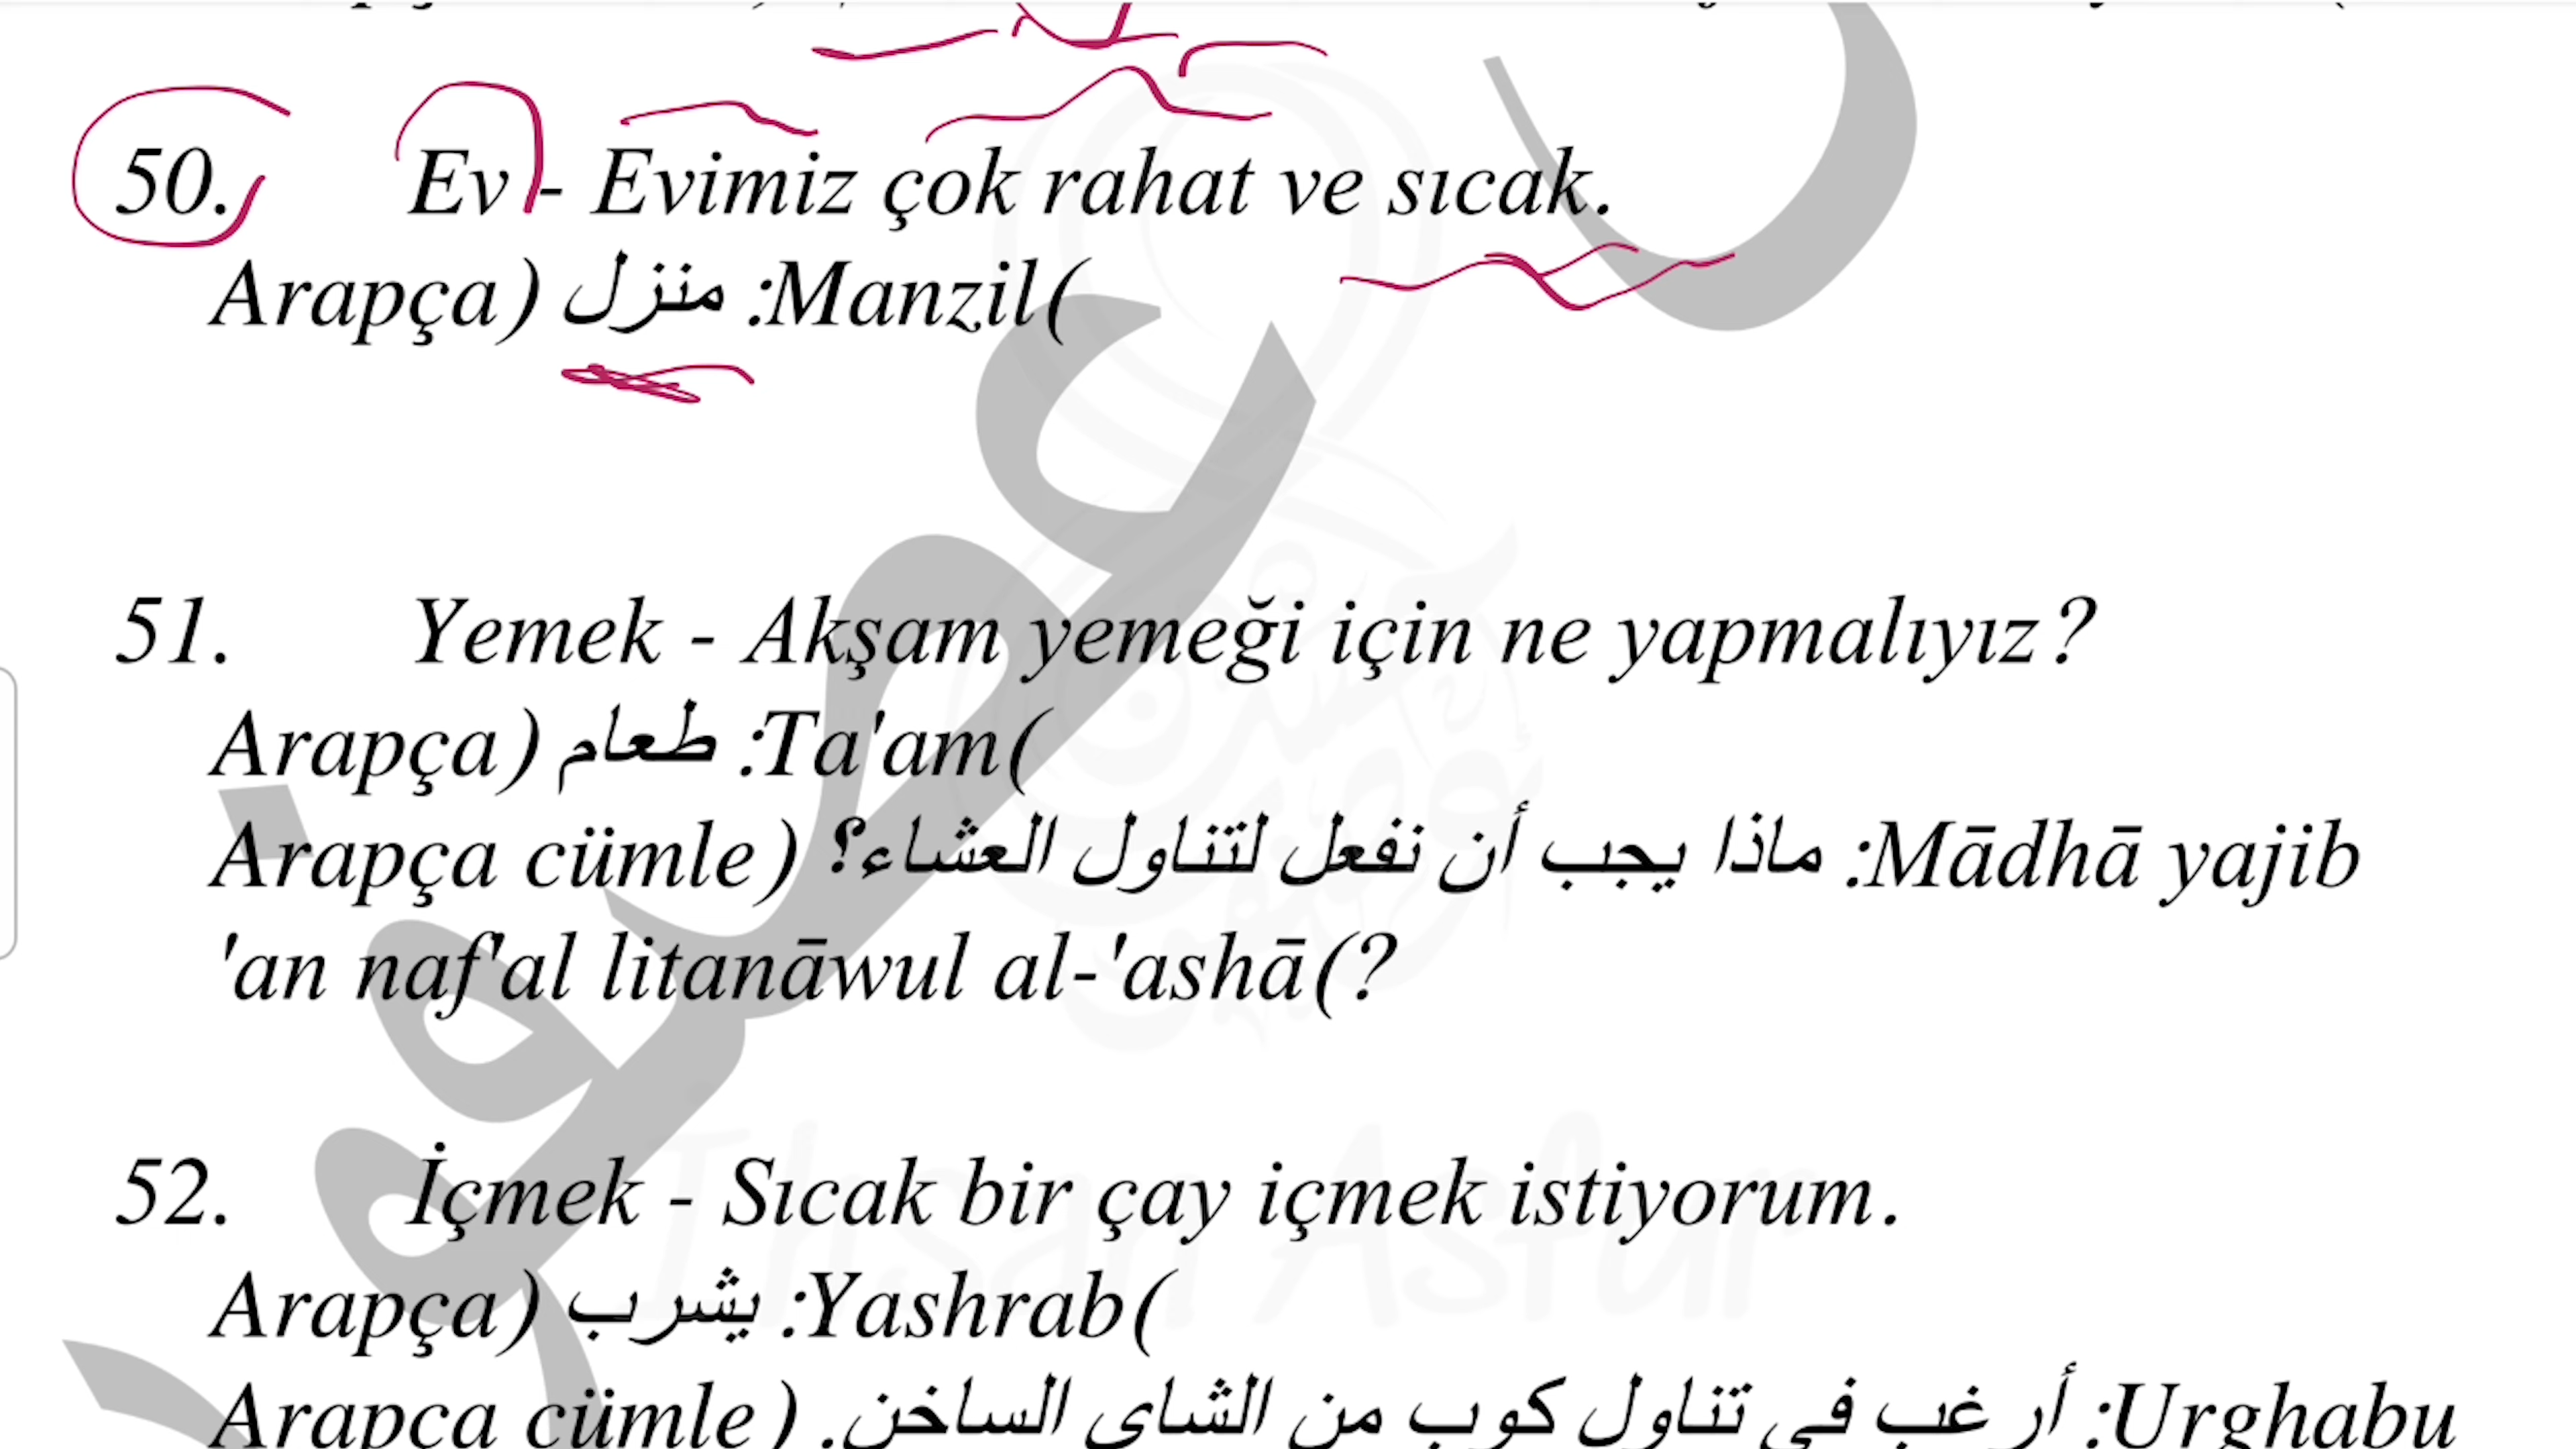 50. Ev - Evimiz çok rahat ve sıcak.
Arapça) منزل :Manzil(
51. Yemek - Akşam yemeği için ne yapmalıyız?
Arapça) طعام :Ta'am(
Arapça cümle) ماذا يجب أن نفعل لتناول العشاء؟ :Mādhā yajib
'an naf'al litanāwul al-'ashā(?
52. İçmek - Sıcak bir çay içmek istiyorum.
Arapça) يشرب :Yashrab(
Arapça cümle) أرغب في تناول كوب من الشاي الساخن. :Urghabu
Ihsan Asfur